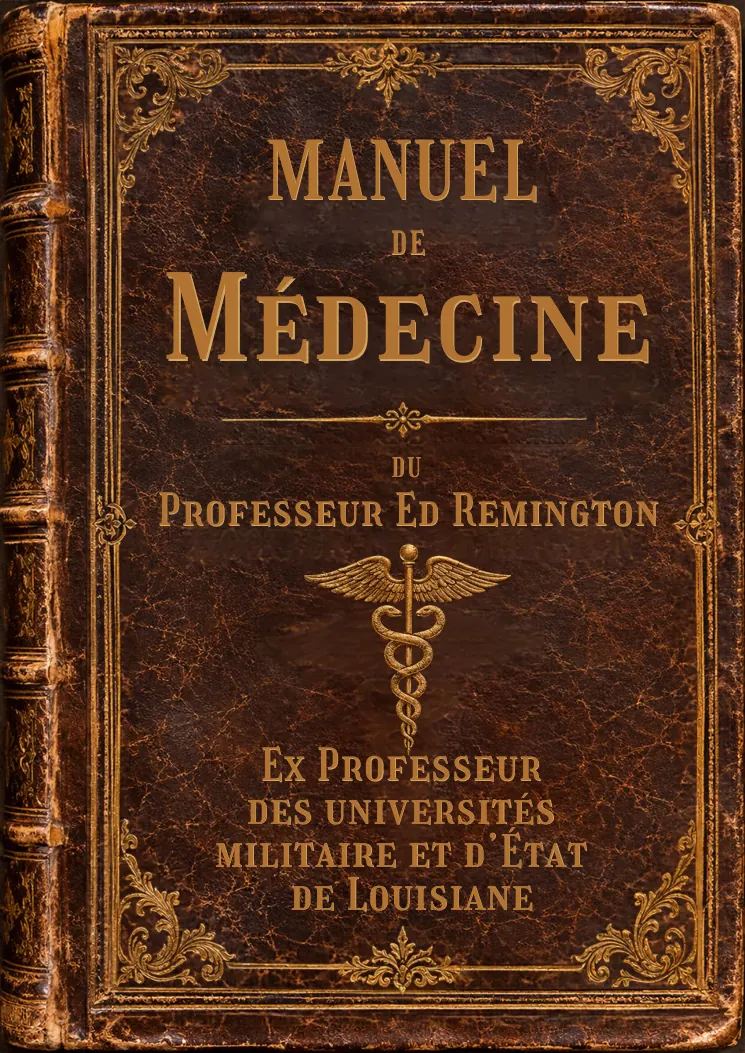 MANUEL
DE
MÉDECINE
DU
PROFESSEUR ED REMINGTON
EX PROFESSEUR
DES UNIVERSITÉS
MILITAIRE ET D'ÉTAT
DE LOUISIANE